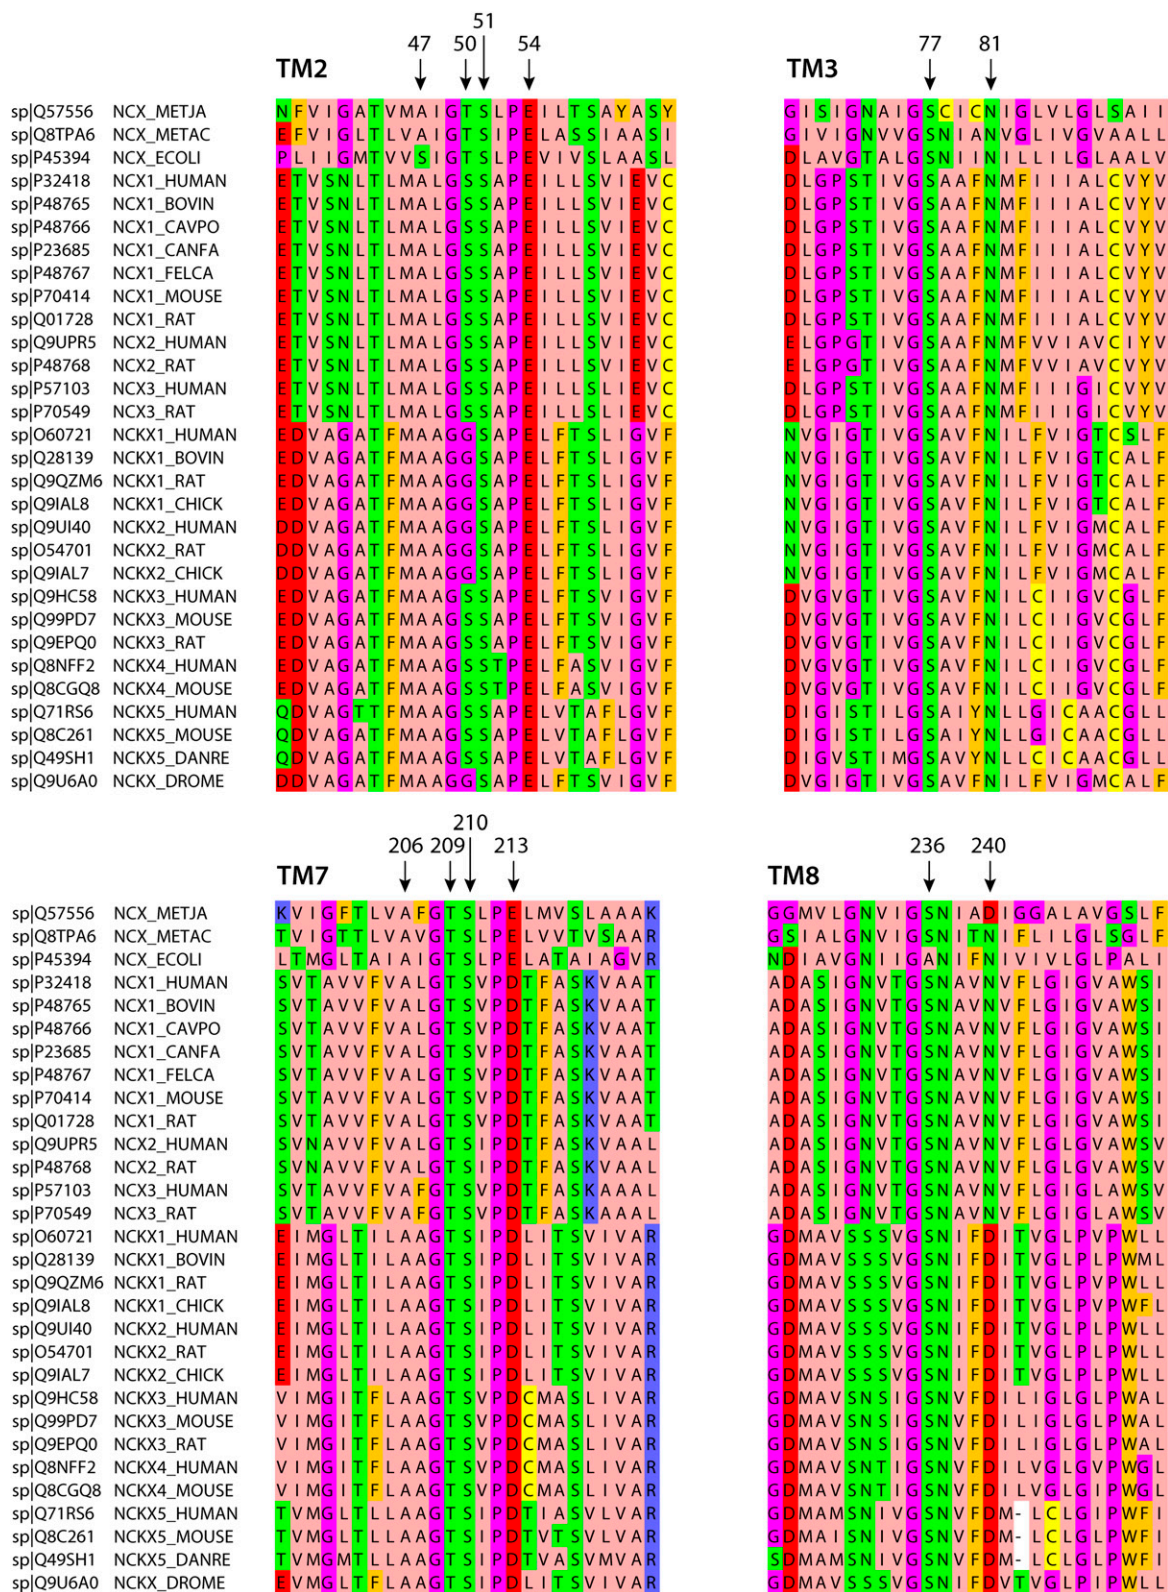 51
47 50 54 77 81
TM2 TM3
sp|Q57556 NCX_METJA NFVIGATVMAIGTSLPEILTSAYASY GISIGNAIGSCICNIGLVLGLSAII
sp|Q8TPA6 NCX_METAC EFVIGLTVLAIGTSIPELASSIAASI GIVIGNVVGSNIANVGLIVGVAALL
sp|P45394 NCX_ECOLI PLIIGMTVVSIGTSLPEVIVSLAASL DLAVGTALGSNIINILLILGLAALV
sp|P32418 NCX1_HUMAN ETVSNLTLMALGSSAPEILLSVIEVC DLGPSTIVGSAAFNMFIIIALCVYV
sp|P48765 NCX1_BOVIN ETVSNLTLMALGSSAPEILLSVIEVC DLGPSTIVGSAAFNMFIIIALCVYV
sp|P48766 NCX1_CAVPO ETVSNLTLMALGSSAPEILLSVIEVC DLGPSTIVGSAAFNMFIIIALCVYV
sp|P23685 NCX1_CANFA ETVSNLTLMALGSSAPEILLSVIEVC DLGPSTIVGSAAFNMFIIIALCVYV
sp|P48767 NCX1_FELCA ETVSNLTLMALGSSAPEILLSVIEVC DLGPSTIVGSAAFNMFIIIALCVYV
sp|P70414 NCX1_MOUSE ETVSNLTLMALGSSAPEILLSVIEVC DLGPSTIVGSAAFNMFIIIALCVYV
sp|Q01728 NCX1_RAT ETVSNLTLMALGSSAPEILLSVIEVC DLGPSTIVGSAAFNMFIIIALCVYV
sp|Q9UPR5 NCX2_HUMAN ETVSNLTLMALGSSAPEILLSVIEVC ELGPGTIVGSAAFNMFVVIAVCIYV
sp|P48768 NCX2_RAT ETVSNLTLMALGSSAPEILLSVIEVC ELGPGTIVGSAAFNMFVVIAVCVYV
sp|P57103 NCX3_HUMAN ETVSNLTLMALGSSAPEILLSLIEVC DLGPSTIVGSAAFNMFIIIGICVYV
sp|P70549 NCX3_RAT ETVSNLTLMALGSSAPEILLSLIEVC DLGPSTIVGSAAFNMFIIIGICVYV
sp|O60721 NCKX1_HUMAN EDVAGATFMAAGGSAPELFTSLIGVF NVGIGTIVGSAVFNILFVIGTCSLF
sp|Q28139 NCKX1_BOVIN EDVAGATFMAAGGSAPELFTSLIGVF NVGIGTIVGSAVFNILFVIGTCALF
sp|Q9QZM6 NCKX1_RAT EDVAGATFMAAGGSAPELFTSLIGVF NVGIGTIVGSAVFNILFVIGTCALF
sp|Q9IAL8 NCKX1_CHICK EDVAGATFMAAGGSAPELFTSLIGVF NVGIGTIVGSAVFNILFVIGTCALF
sp|Q9UI40 NCKX2_HUMAN DDVAGATFMAAGGSAPELFTSLIGVF NVGIGTIVGSAVFNILFVIGMCALF
sp|O54701 NCKX2_RAT DDVAGATFMAAGGSAPELFTSLIGVF NVGIGTIVGSAVFNILFVIGMCALF
sp|Q9IAL7 NCKX2_CHICK DDVAGATFMAAGGSAPELFTSLIGVF NVGIGTIVGSAVFNILFVIGMCALF
sp|Q9HC58 NCKX3_HUMAN EDVAGATFMAAGSSAPELFTSVIGVF DVGVGTIVGSAVFNILCIIGVCGLF
sp|Q99PD7 NCKX3_MOUSE EDVAGATFMAAGSSAPELFTSVIGVF DVGVGTIVGSAVFNILCIIGVCGLF
sp|Q9EPQ0 NCKX3_RAT EDVAGATFMAAGSSAPELFTSVIGVF DVGVGTIVGSAVFNILCIIGVCGLF
sp|Q8NFF2 NCKX4_HUMAN EDVAGATFMAAGSSTPELFASVIGVF DVGVGTIVGSAVFNILCIIGVCGLF
sp|Q8CGQ8 NCKX4_MOUSE EDVAGATFMAAGSSTPELFASVIGVF DVGVGTIVGSAVFNILCIIGVCGLF
sp|Q71RS6 NCKX5_HUMAN QDVAGTTFMAAGSSAPELVTAFLGVF DIGISTILGSAIYNLLGICAACGLL
sp|Q8C261 NCKX5_MOUSE QDVAGATFMAAGSSAPELVTAFLGVF DIGISTILGSAIYNLLGICAACGLL
sp|Q49SH1 NCKX5_DANRE QDVAGATFMAAGSSAPELVTAFLGVF DIGVSTIMGSAVYNLLCICAACGLL
sp|Q9U6A0 NCKX_DROME DDVAGATFMAAGGSAPELFTSVIGVF DVGIGTIVGSAVFNILFVIGMCALF
210
206 209 213 236 240
TM7 TM8
sp|Q57556 NCX_METJA KVIGFTLVAFGTSLPELMVSLAAAK GGMVLGNVIGSNIADIGGALAVGSLF
sp|Q8TPA6 NCX_METAC TVIGTTLVAVGTSLPELVVTVSAAR GSIALGNVIGSNITNIFLILGLSGLF
sp|P45394 NCX_ECOLI LTMGLTAIAIGTSLPELATAIAGVR NDIAVGNIIGANIFNIVIVLGLPALI
sp|P32418 NCX1_HUMAN SVTAVVFVALGTSVPDTFASKVAAT ADASIGNVTGSNAVNVFLGIGVAWSI
sp|P48765 NCX1_BOVIN SVTAVVFVALGTSVPDTFASKVAAT ADASIGNVTGSNAVNVFLGIGVAWSI
sp|P48766 NCX1_CAVPO SVTAVVFVALGTSVPDTFASKVAAT ADASIGNVTGSNAVNVFLGIGVAWSI
sp|P23685 NCX1_CANFA SVTAVVFVALGTSVPDTFASKVAAT ADASIGNVTGSNAVNVFLGIGVAWSI
sp|P48767 NCX1_FELCA SVTAVVFVALGTSVPDTFASKVAAT ADASIGNVTGSNAVNVFLGIGVAWSI
sp|P70414 NCX1_MOUSE SVTAVVFVALGTSVPDTFASKVAAT ADASIGNVTGSNAVNVFLGIGVAWSI
sp|Q01728 NCX1_RAT SVTAVVFVALGTSVPDTFASKVAAT ADASIGNVTGSNAVNVFLGIGVAWSI
sp|Q9UPR5 NCX2_HUMAN SVNAVVFVALGTSIPDTFASKVAAL ADASIGNVTGSNAVNVFLGLGVAWSV
sp|P48768 NCX2_RAT SVNAVVFVALGTSIPDTFASKVAAL ADASIGNVTGSNAVNVFLGLGVAWSV
sp|P57103 NCX3_HUMAN SVTAVVFVAFGTSVPDTFASKAAAL ADASIGNVTGSNAVNVFLGIGLAWSV
sp|P70549 NCX3_RAT SVTAVVFVAFGTSVPDTFASKAAAL ADASIGNVTGSNAVNVFLGIGLAWSV
sp|O60721 NCKX1_HUMAN EIMGLTILAAGTSIPDLITSVIVAR GDMAVSSSVGSNIFDITVGLPVPWLL
sp|Q28139 NCKX1_BOVIN EIMGLTILAAGTSIPDLITSVIVAR GDMAVSSSVGSNIFDITVGLPVPWML
sp|Q9QZM6 NCKX1_RAT EIMGLTILAAGTSIPDLITSVIVAR GDMAVSSSVGSNIFDITVGLPLPWLL
sp|Q9IAL8 NCKX1_CHICK EIMGLTILAAGTSIPDLITSVIVAR GDMAVSSSVGSNIFDITVGLPVPWFL
sp|Q9UI40 NCKX2_HUMAN EIMGLTILAAGTSIPDLITSVIVAR GDMAVSSSVGSNIFDITVGLPLPWLL
sp|O54701 NCKX2_RAT EIMGLTILAAGTSIPDLITSVIVAR GDMAVSSSVGSNIFDITVGLPLPWLL
sp|Q9IAL7 NCKX2_CHICK EIMGLTILAAGTSIPDLITSVIVAR GDMAVSSSVGSNIFDITVGLPVPWLL
sp|Q9HC58 NCKX3_HUMAN VIMGITFLAAGTSVPDCMASLIVAR GDMAVSNSIGSNVFDILIGLGLPWAL
sp|Q99PD7 NCKX3_MOUSE VIMGITFLAAGTSVPDCMASLIVAR GDMAVSNSIGSNVFDILIGLGLPWAL
sp|Q9EPQ0 NCKX3_RAT VIMGITFLAAGTSVPDCMASLIVAR GDMAVSNSIGSNVFDILIGLGLPWAL
sp|Q8NFF2 NCKX4_HUMAN VIMGITFLAAGTSVPDCMASLIVAR GDMAVSNTIGSNVFDILVGLGVPWGL
sp|Q8CGQ8 NCKX4_MOUSE VIMGITFLAAGTSVPDCMASLIVAR GDMAVSNTIGSNVFDILVGLGIPWGL
sp|Q71RS6 NCKX5_HUMAN TVMGLTLLAAGTSIPDTIASVLVAR GDMAMSNIVGSNVFDM-LCLGIPWFI
sp|Q8C261 NCKX5_MOUSE TVMGLTLLAAGTSIPDTVTSVLVAR GDMAISNIVGSNVFDM-LCLGLPWFI
sp|Q49SH1 NCKX5_DANRE TVMGMTLLAAGTSIPDTVASVMVAR SDMAMSNIVGSNVFDM-LCLGLPWFI
sp|Q9U6A0 NCKX_DROME EVMGLTFLAAGTSIPDLITSVIVAR GDMAVSSSVGSNIFDITVGLPVPWLL